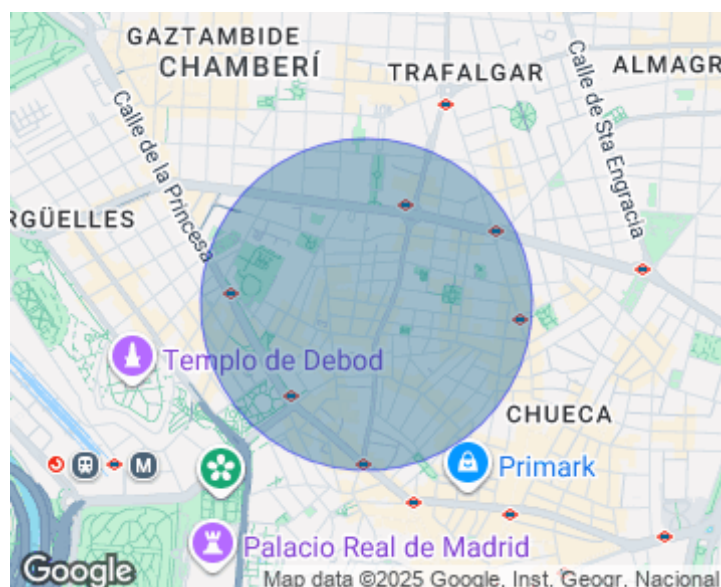 GAZTAMBIDE
CHAMBERÍ
TRAFALGAR
ALMAGR
Calle de Sta Engracia
Calle de la Princesa
RGÜELLES
Templo de Debod
CHUECA
Primark
M
Palacio Real de Madrid
Google
Map data ©2025 Google, Inst. Geogr. Nacional